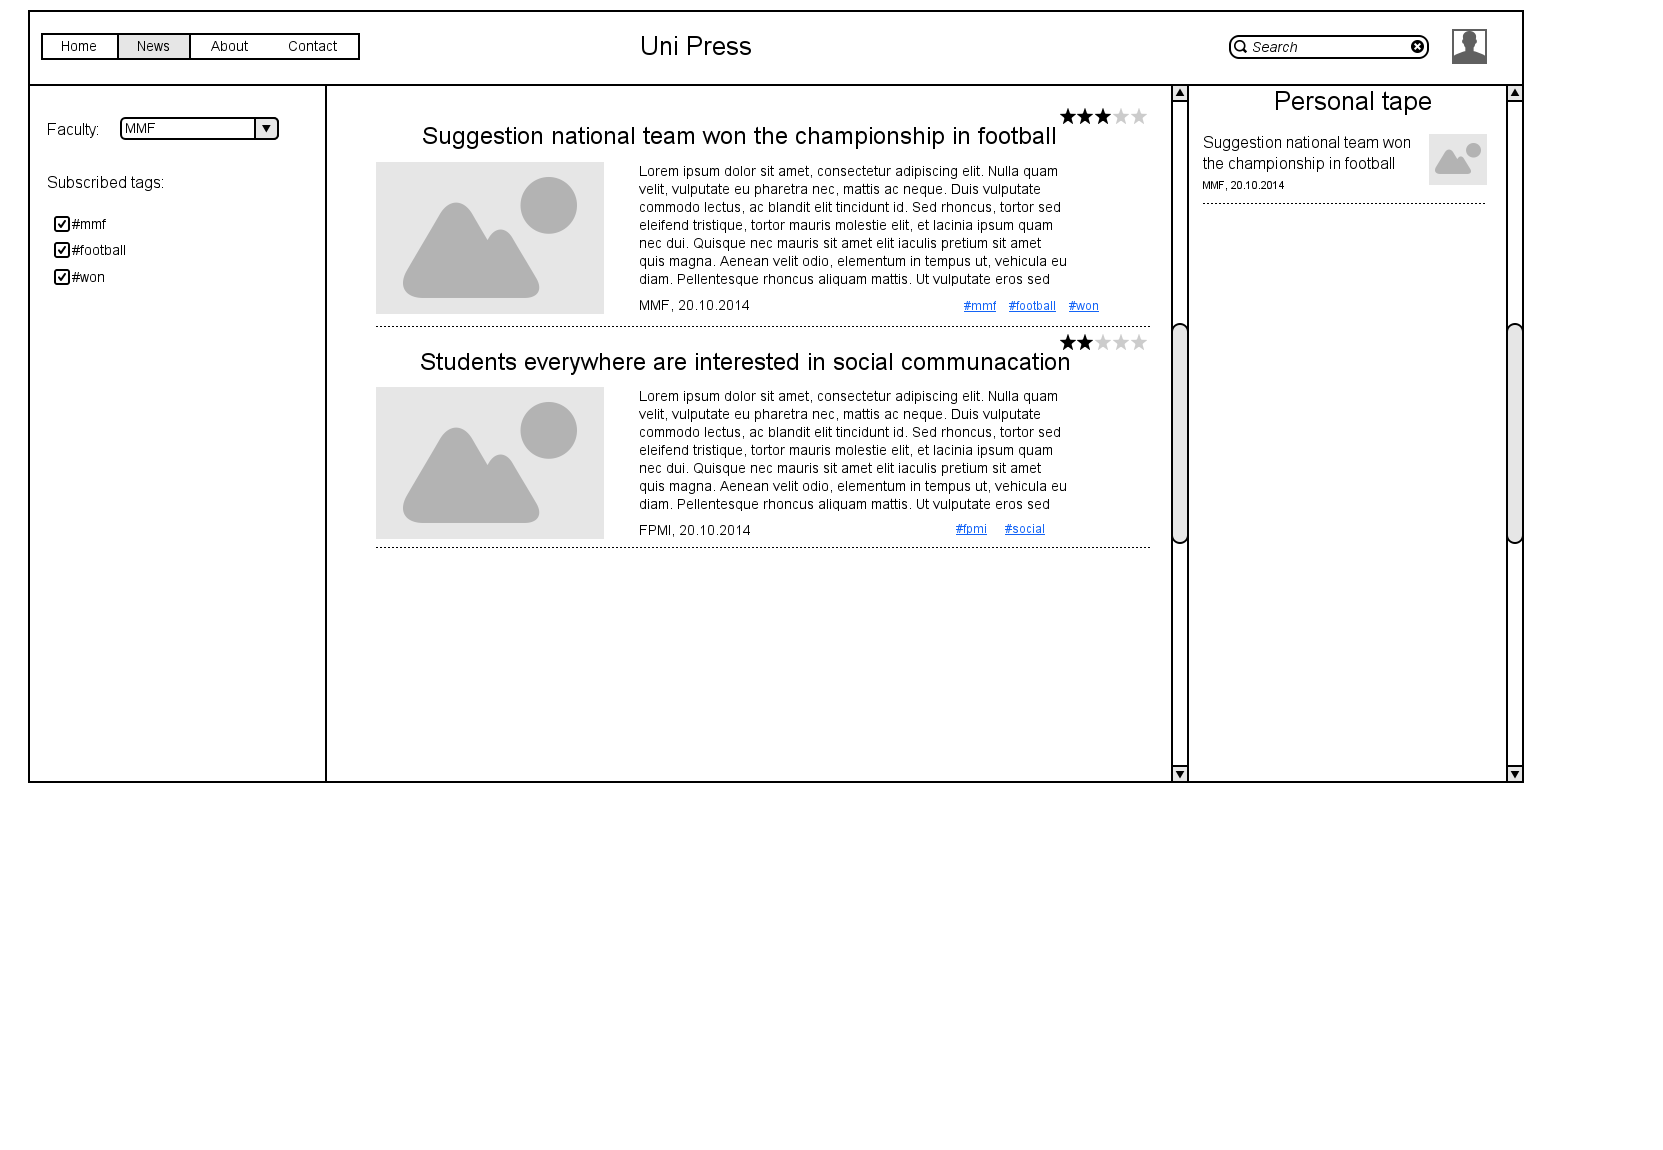 Home News About Contact
Uni Press
Search
Faculty: MMF
Subscribed tags:
#mmf
#football
#won
Suggestion national team won the championship in football
Lorem ipsum dolor sit amet, consectetur adipiscing elit. Nulla quam
velit, vulputate eu pharetra nec, mattis ac neque. Duis vulputate
commodo lectus, ac blandit elit tincidunt id. Sed rhoncus, tortor sed
eleifend tristique, tortor mauris molestie elit, et lacinia ipsum quam
nec dui. Quisque nec mauris sit amet elit iaculis pretium sit amet
quis magna. Aenean velit odio, elementum in tempus ut, vehicula eu
diam. Pellentesque rhoncus aliquam mattis. Ut vulputate eros sed
MMF, 20.10.2014 #mmf #football #won
Students everywhere are interested in social communacation
Lorem ipsum dolor sit amet, consectetur adipiscing elit. Nulla quam
velit, vulputate eu pharetra nec, mattis ac neque. Duis vulputate
commodo lectus, ac blandit elit tincidunt id. Sed rhoncus, tortor sed
eleifend tristique, tortor mauris molestie elit, et lacinia ipsum quam
nec dui. Quisque nec mauris sit amet elit iaculis pretium sit amet
quis magna. Aenean velit odio, elementum in tempus ut, vehicula eu
diam. Pellentesque rhoncus aliquam mattis. Ut vulputate eros sed
FPMI, 20.10.2014 #fpmi #social
Personal tape
Suggestion national team won
the championship in football
MMF, 20.10.2014